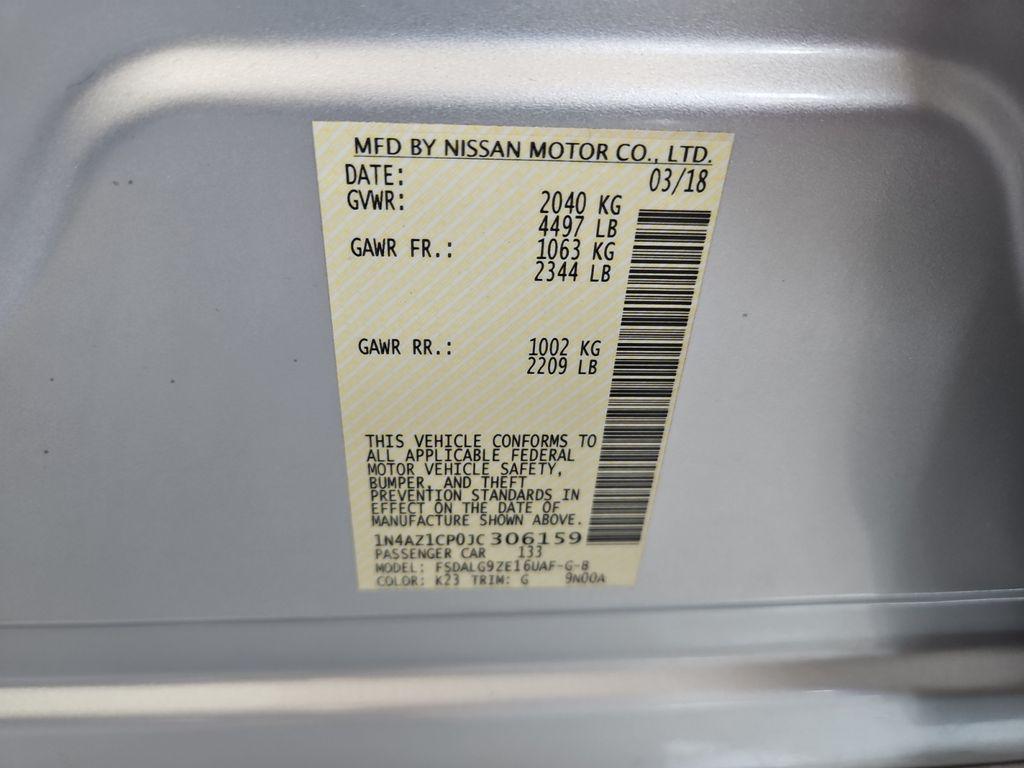 MFD BY NISSAN MOTOR CO., LTD.
DATE: 03/18
GVWR: 2040 KG
4497 LB
GAWR FR.: 1063 KG
2344 LB
GAWR RR.: 1002 KG
2209 LB
THIS VEHICLE CONFORMS TO
ALL APPLICABLE FEDERAL
MOTOR VEHICLE SAFETY,
BUMPER, AND THEFT
PREVENTION STANDARDS IN
EFFECT ON THE DATE OF
MANUFACTURE SHOWN ABOVE.
1N4AZ1CP0JC306159
PASSENGER CAR 133
MODEL: FSDALG9ZE16UAF-G-B
COLOR: K23 TRIM: G 9N00A